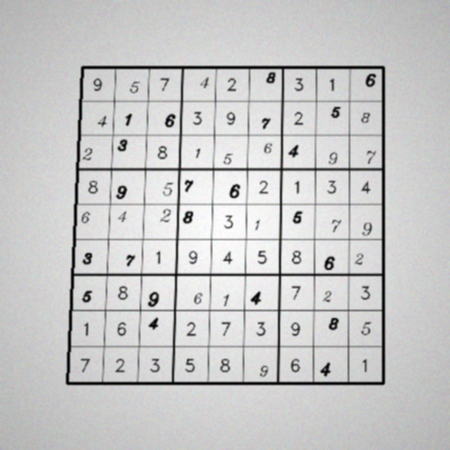 9 5 7 4 2 8 3 1 6
4 1 6 3 9 7 2 5 8
2 3 8 1 5 6 4 9 7
8 9 5 7 6 2 1 3 4
6 4 2 8 3 1 5 7 9
3 7 1 9 4 5 8 6 2
5 8 9 6 1 4 7 2 3
1 6 4 2 7 3 9 8 5
7 2 3 5 8 9 6 4 1